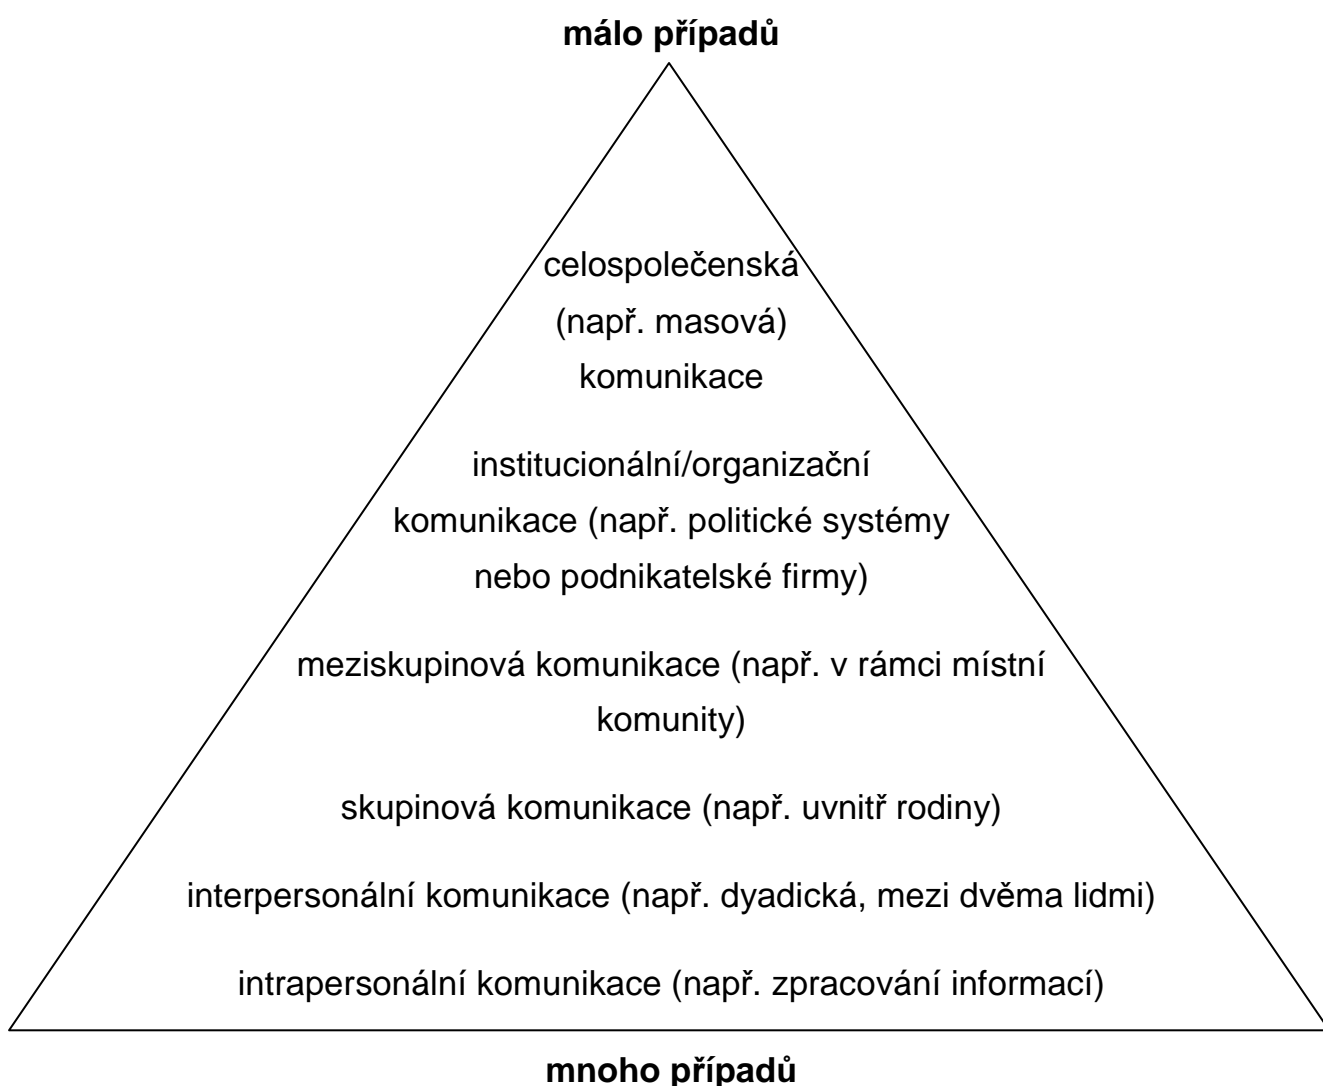 málo případů
celospolečenská
(např. masová)
komunikace
institucionální/organizační
komunikace (např. politické systémy
nebo podnikatelské firmy)
meziskupinová komunikace (např. v rámci místní
komunity)
skupinová komunikace (např. uvnitř rodiny)
interpersonální komunikace (např. dyadická, mezi dvěma lidmi)
intrapersonální komunikace (např. zpracování informací)
mnoho případů